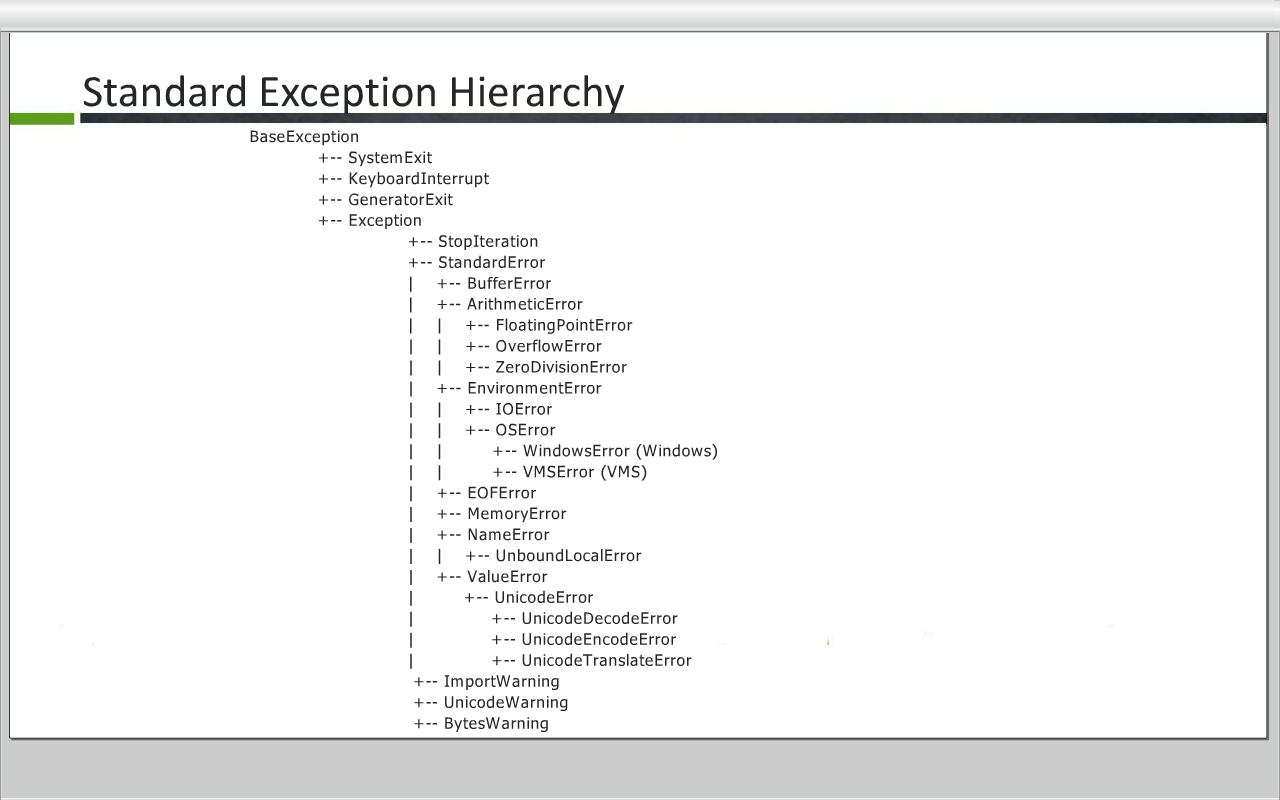 Standard Exception Hierarchy
BaseException
+-- SystemExit
+-- KeyboardInterrupt
+-- GeneratorExit
+-- Exception
+-- StopIteration
+-- StandardError
| +-- BufferError
| +-- ArithmeticError
| | +-- FloatingPointError
| | +-- OverflowError
| | +-- ZeroDivisionError
| +-- EnvironmentError
| | +-- IOError
| | +-- OSError
| | +-- WindowsError (Windows)
| | +-- VMSError (VMS)
| +-- EOFError
| +-- MemoryError
| +-- NameError
| | +-- UnboundLocalError
| +-- ValueError
| +-- UnicodeError
| +-- UnicodeDecodeError
| +-- UnicodeEncodeError
| +-- UnicodeTranslateError
+-- ImportWarning
+-- UnicodeWarning
+-- BytesWarning